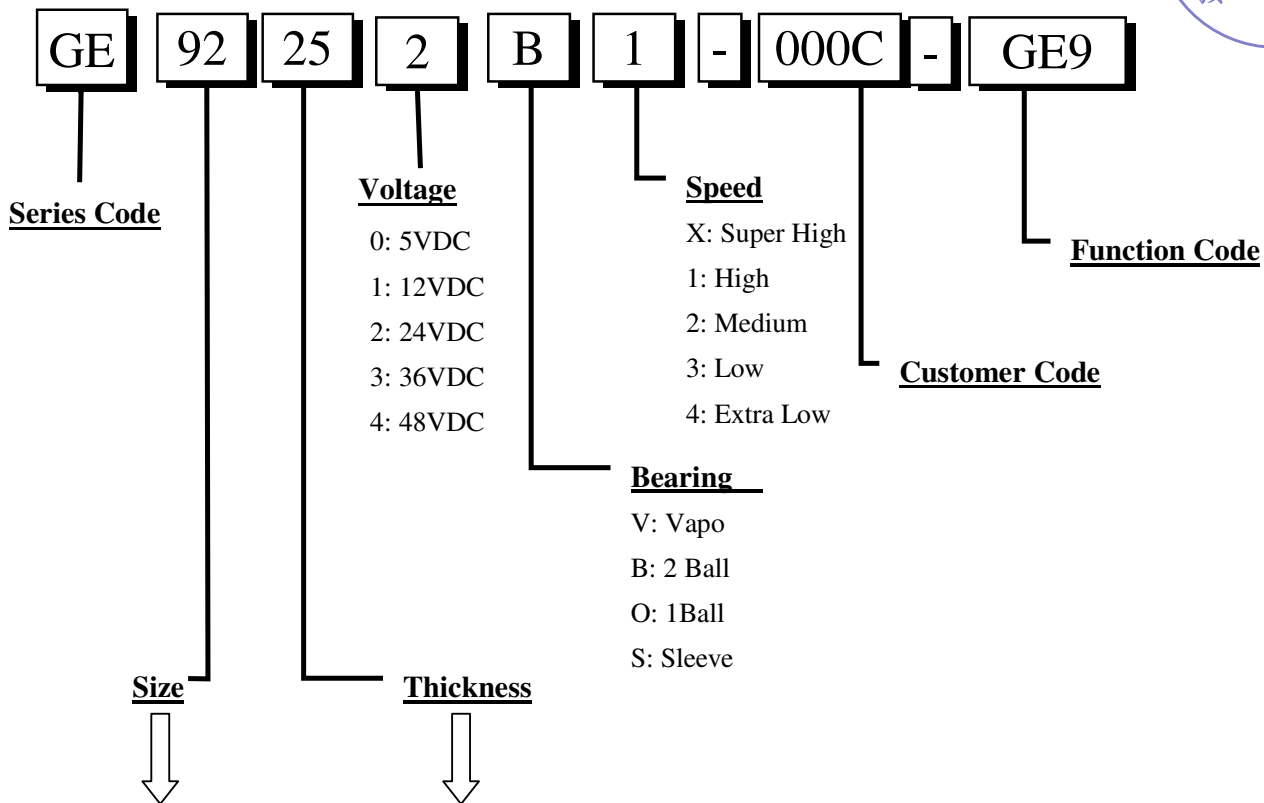 GE 92 25 2 B 1 - 000C - GE9
Series Code
Voltage
0: 5VDC
1: 12VDC
2: 24VDC
3: 36VDC
4: 48VDC
Speed
X: Super High
1: High
2: Medium
3: Low
4: Extra Low
Function Code
Customer Code
Bearing
V: Vapo
B: 2 Ball
O: 1Ball
S: Sleeve
Size
Thickness